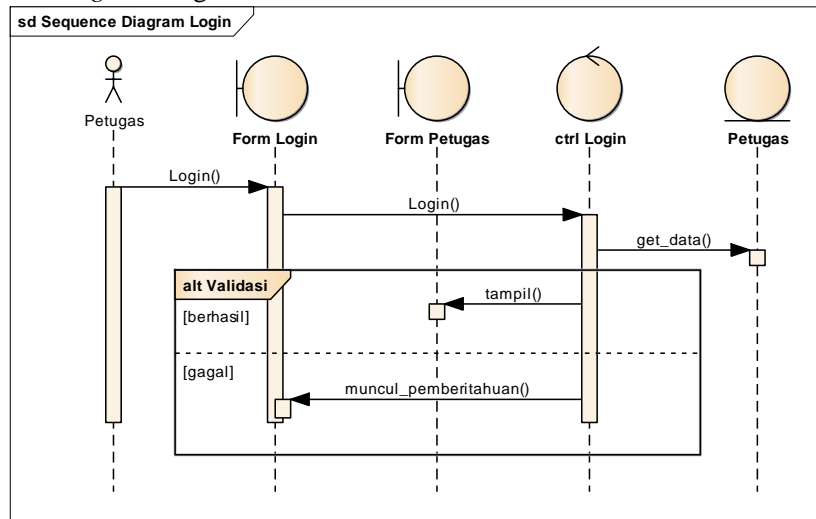 sd Sequence Diagram Login
Petugas
Form Login
Form Petugas
ctrl Login
Petugas
Login()
Login()
get_data()
alt Validasi
tampil()
[berhasil]
[gagal]
muncul_pemberitahuan()